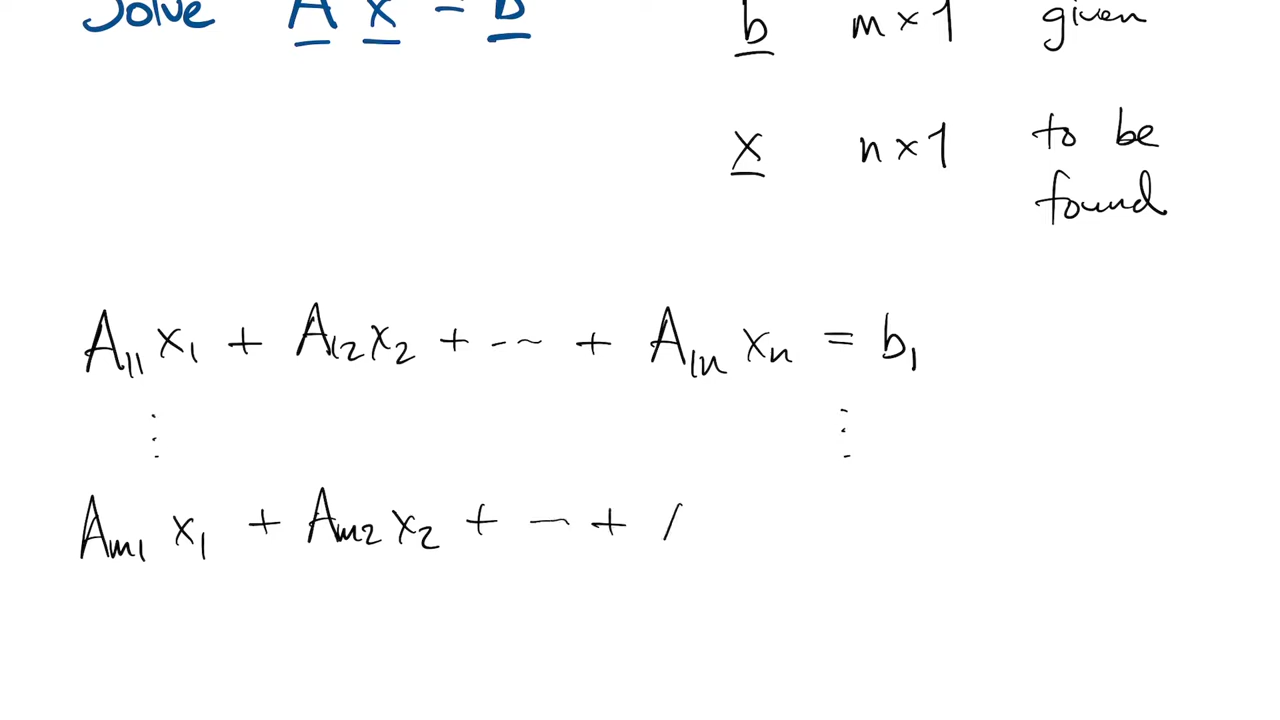 Solve A x = b
b m × 1 given
x n × 1 to be
found
A₁₁ x₁ + A₁₂ x₂ + ... + A₁ₙ xₙ = b₁
⋮ ⋮
Aₘ₁ x₁ + Aₘ₂ x₂ + ... + /